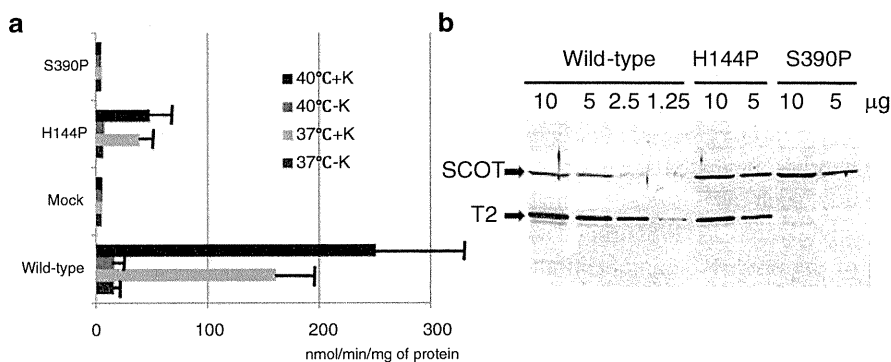 a
S390P
H144P
Mock
Wild-type
40℃+K
40℃-K
37℃+K
37℃-K
0 100 200 300
nmol/min/mg of protein
b
Wild-type H144P S390P
10 5 2.5 1.25 10 5 10 5 μg
SCOT
T2